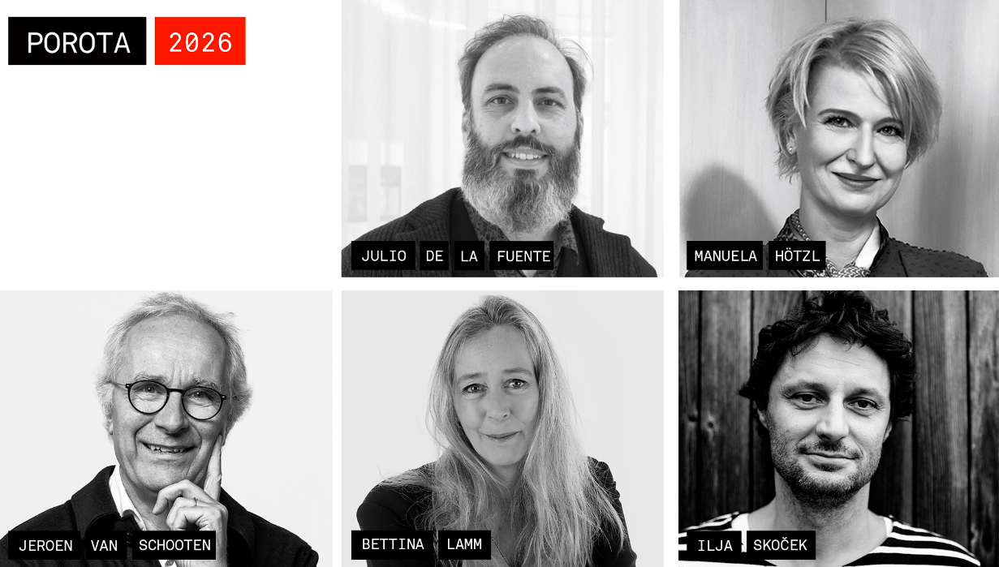 POROTA 2026
JULIO DE LA FUENTE
MANUELA HÖTZL
JEROEN VAN SCHOOTEN
BETTINA LAMM
ILJA SKOČEK